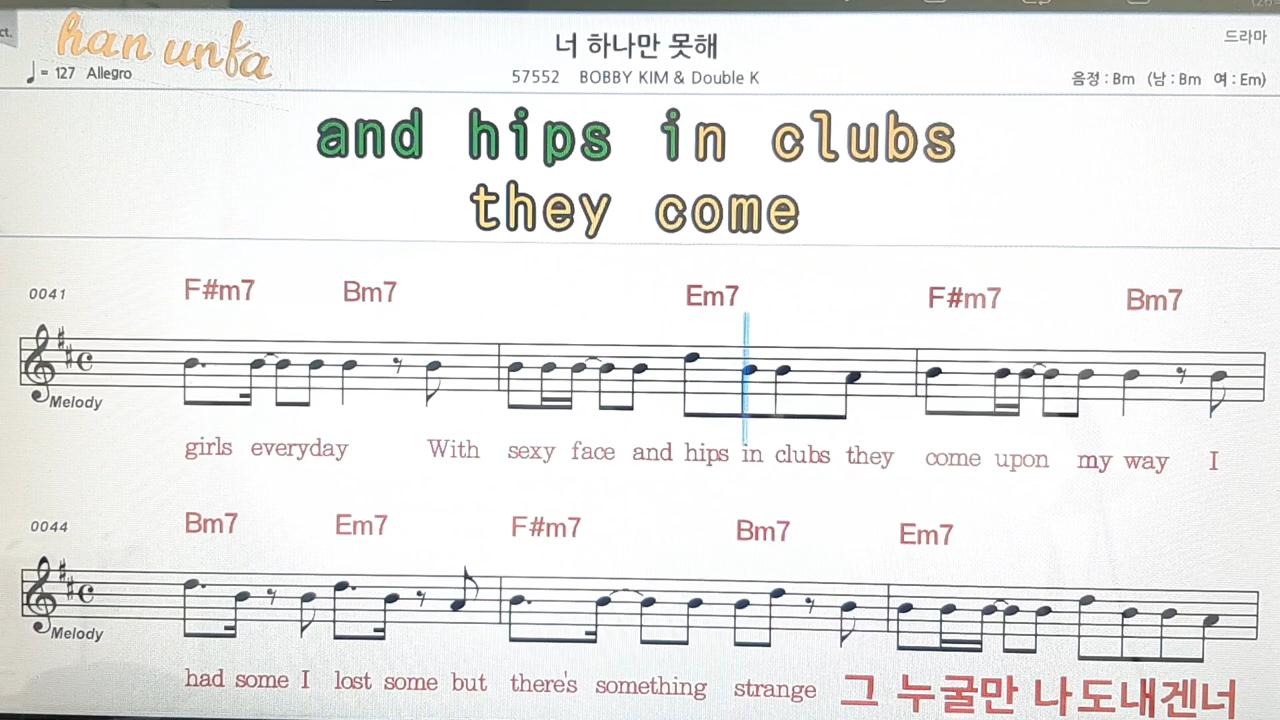 ct.
han unfa
너 하나만 못해
드라마
♩ = 127 Allegro
57552 BOBBY KIM & Double K
음정 : Bm (남 : Bm 여 : Em)
and hips in clubs
they come
0041
F#m7 Bm7 Em7 F#m7 Bm7
Melody
girls everyday With sexy face and hips in clubs they come upon my way I
0044
Bm7 Em7 F#m7 Bm7 Em7
Melody
had some I lost some but there's something strange 그 누굴만 나도내겐너